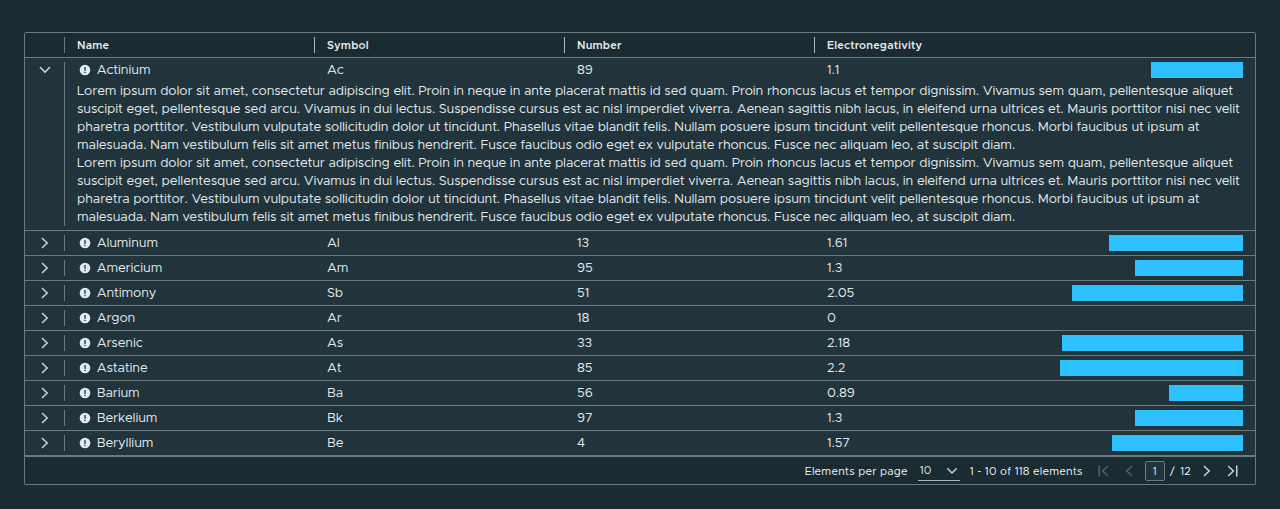 Name Symbol Number Electronegativity
Actinium Ac 89 1.1
Lorem ipsum dolor sit amet, consectetur adipiscing elit. Proin in neque in ante placerat mattis id sed quam. Proin rhoncus lacus et tempor dignissim. Vivamus sem quam, pellentesque aliquet
suscipit eget, pellentesque sed arcu. Vivamus in dui lectus. Suspendisse cursus est ac nisl imperdiet viverra. Aenean sagittis nibh lacus, in eleifend urna ultrices et. Mauris porttitor nisi nec velit
pharetra porttitor. Vestibulum vulputate sollicitudin dolor ut tincidunt. Phasellus vitae blandit felis. Nullam posuere ipsum tincidunt velit pellentesque rhoncus. Morbi faucibus ut ipsum at
malesuada. Nam vestibulum felis sit amet metus finibus hendrerit. Fusce faucibus odio eget ex vulputate rhoncus. Fusce nec aliquam leo, at suscipit diam.
Lorem ipsum dolor sit amet, consectetur adipiscing elit. Proin in neque in ante placerat mattis id sed quam. Proin rhoncus lacus et tempor dignissim. Vivamus sem quam, pellentesque aliquet
suscipit eget, pellentesque sed arcu. Vivamus in dui lectus. Suspendisse cursus est ac nisl imperdiet viverra. Aenean sagittis nibh lacus, in eleifend urna ultrices et. Mauris porttitor nisi nec velit
pharetra porttitor. Vestibulum vulputate sollicitudin dolor ut tincidunt. Phasellus vitae blandit felis. Nullam posuere ipsum tincidunt velit pellentesque rhoncus. Morbi faucibus ut ipsum at
malesuada. Nam vestibulum felis sit amet metus finibus hendrerit. Fusce faucibus odio eget ex vulputate rhoncus. Fusce nec aliquam leo, at suscipit diam.
Aluminum Al 13 1.61
Americium Am 95 1.3
Antimony Sb 51 2.05
Argon Ar 18 0
Arsenic As 33 2.18
Astatine At 85 2.2
Barium Ba 56 0.89
Berkelium Bk 97 1.3
Beryllium Be 4 1.57
Elements per page 10 1 - 10 of 118 elements 1 / 12